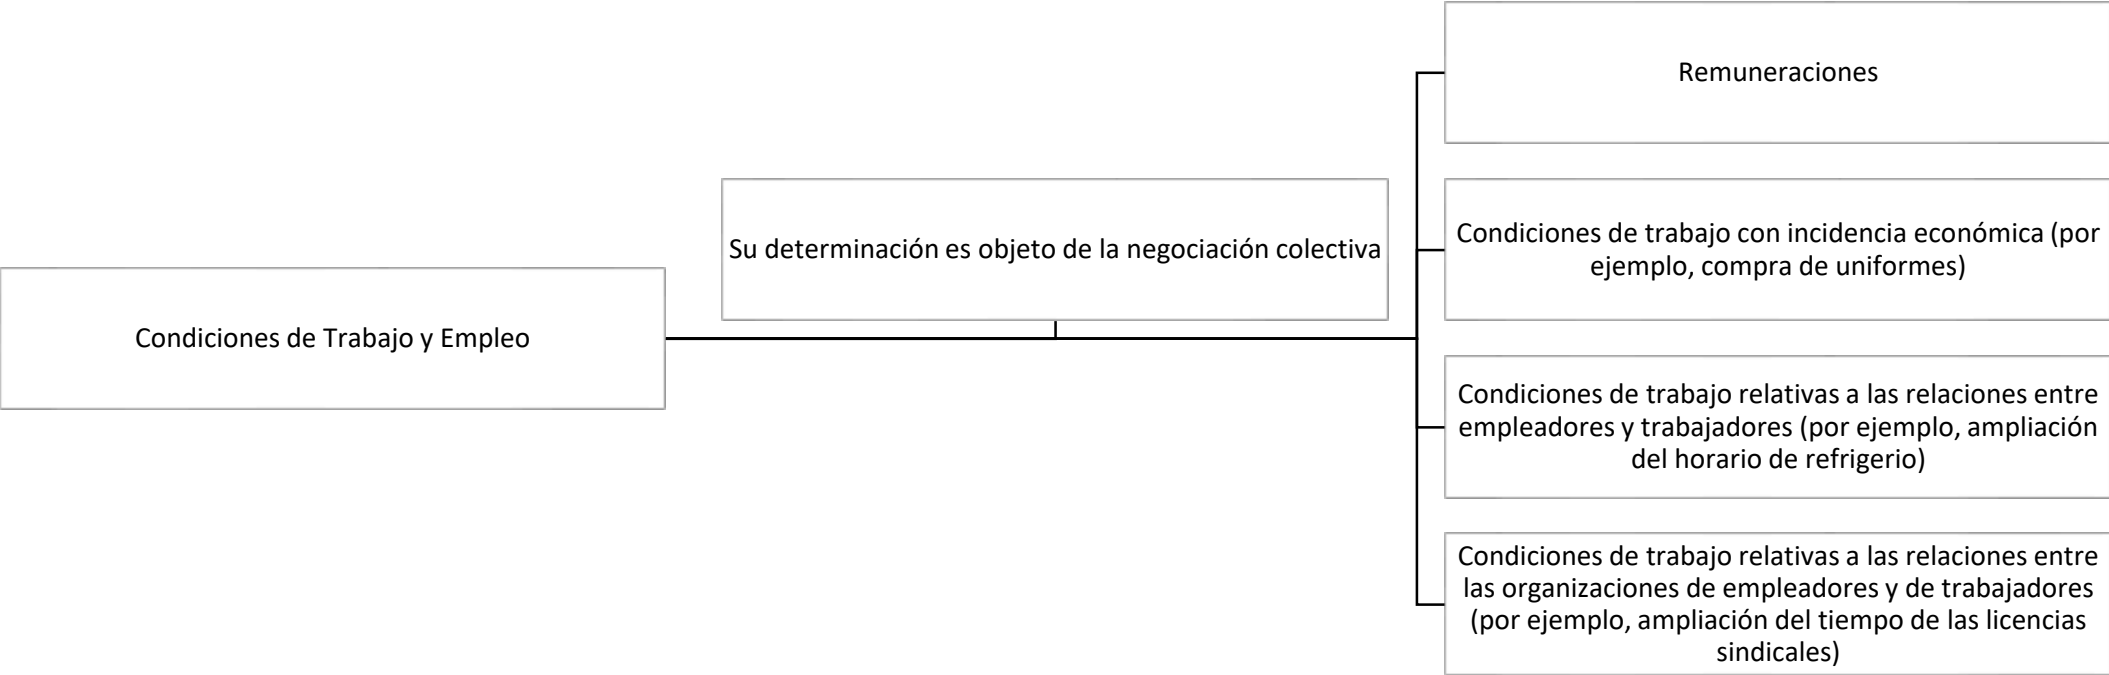 Condiciones de Trabajo y Empleo
Su determinación es objeto de la negociación colectiva
Remuneraciones
Condiciones de trabajo con incidencia económica (por
ejemplo, compra de uniformes)
Condiciones de trabajo relativas a las relaciones entre
empleadores y trabajadores (por ejemplo, ampliación
del horario de refrigerio)
Condiciones de trabajo relativas a las relaciones entre
las organizaciones de empleadores y de trabajadores
(por ejemplo, ampliación del tiempo de las licencias
sindicales)